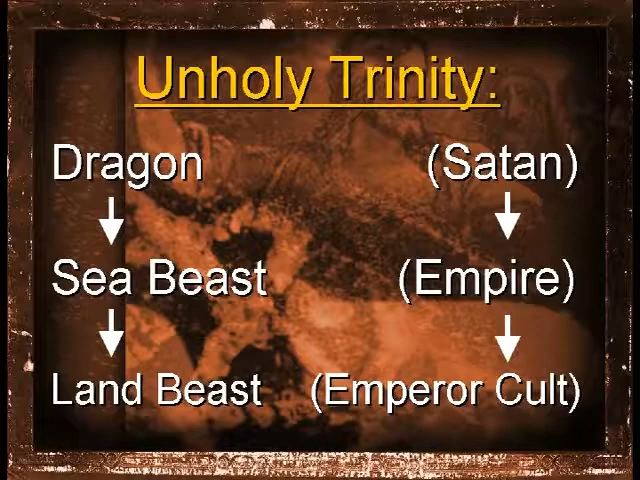 Unholy Trinity:
Dragon (Satan)
Sea Beast (Empire)
Land Beast (Emperor Cult)